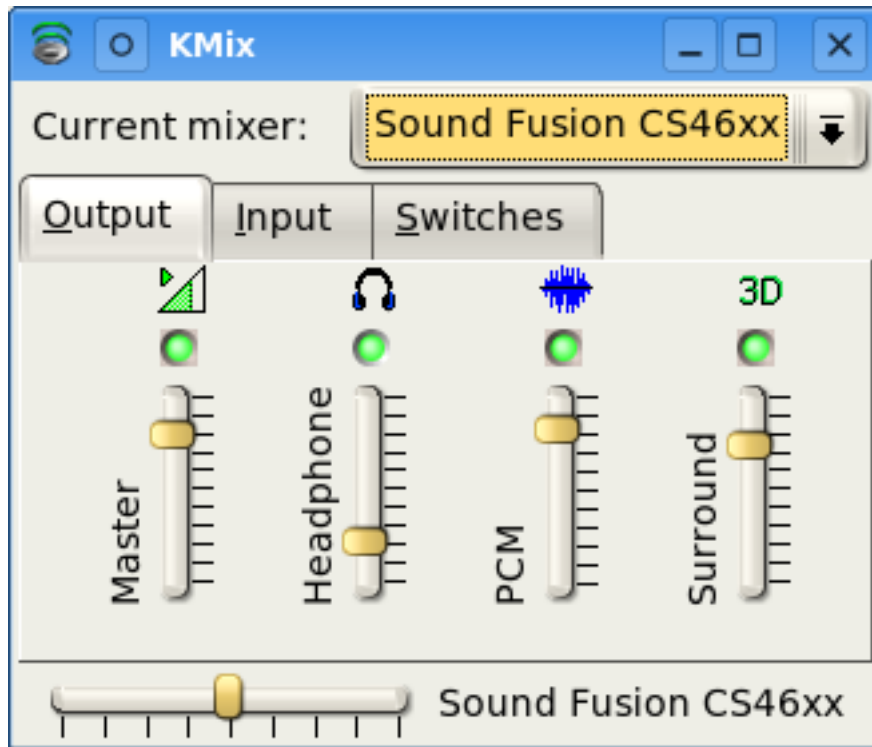 KMix
Current mixer: Sound Fusion CS46xx
Output Input Switches
3D
Master
Headphone
PCM
Surround
Sound Fusion CS46xx